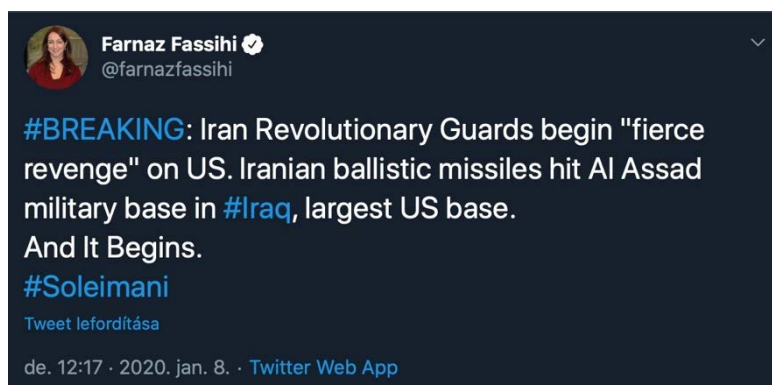 Farnaz Fassihi
@farnazfassihi
#BREAKING: Iran Revolutionary Guards begin "fierce
revenge" on US. Iranian ballistic missiles hit Al Assad
military base in #Iraq, largest US base.
And It Begins.
#Soleimani
Tweet lefordítása
de. 12:17 · 2020. jan. 8. · Twitter Web App